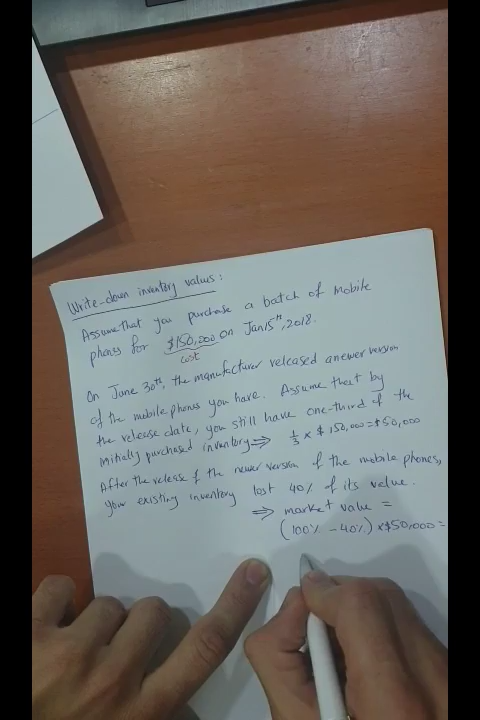 Write-down inventory values:
Assume that you purchase a batch of mobile
phones for $150,000 on Jan 15th, 2018.
cost
On June 30th, the manufacturer released a newer version
of the mobile phones you have. Assume that by
the release date, you still have one-third of the
initially purchased inventory ⇒ 1/3 × $150,000 = $50,000
After the release of the newer version of the mobile phones,
your existing inventory lost 40% of its value.
⇒ market value =
(100% - 40%) × $50,000 =